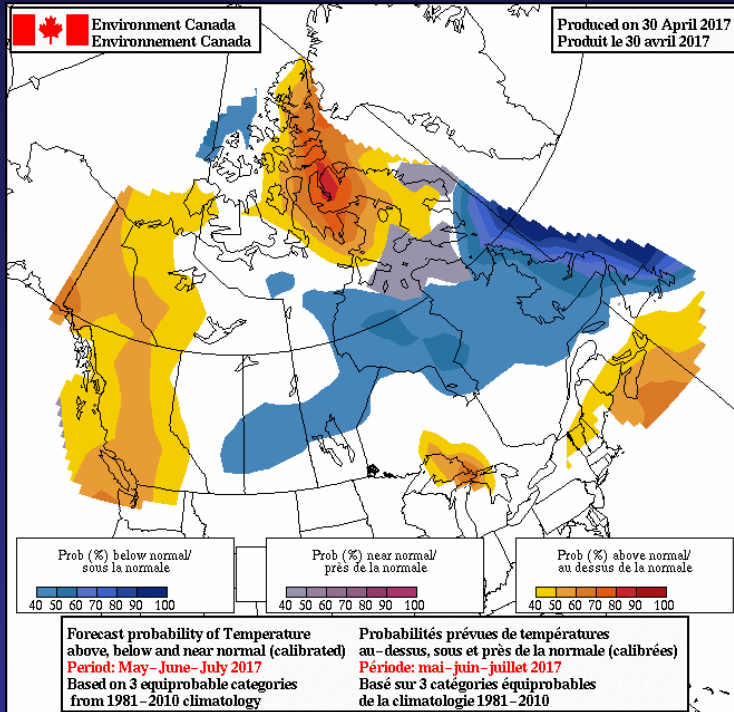 Environment Canada
Environnement Canada
Produced on 30 April 2017
Produit le 30 avril 2017
Prob (%) below normal/
sous la normale
40 50 60 70 80 90 100
Prob (%) near normal/
près de la normale
40 50 60 70 80 90 100
Prob (%) above normal/
au dessus de la normale
40 50 60 70 80 90 100
Forecast probability of Temperature
above, below and near normal (calibrated)
Period: May-June-July 2017
Based on 3 equiprobable categories
from 1981-2010 climatology
Probabilités prévues de températures
au-dessus, sous et près de la normale (calibrées)
Période: mai-juin-juillet 2017
Basé sur 3 catégories équiprobables
de la climatologie 1981-2010